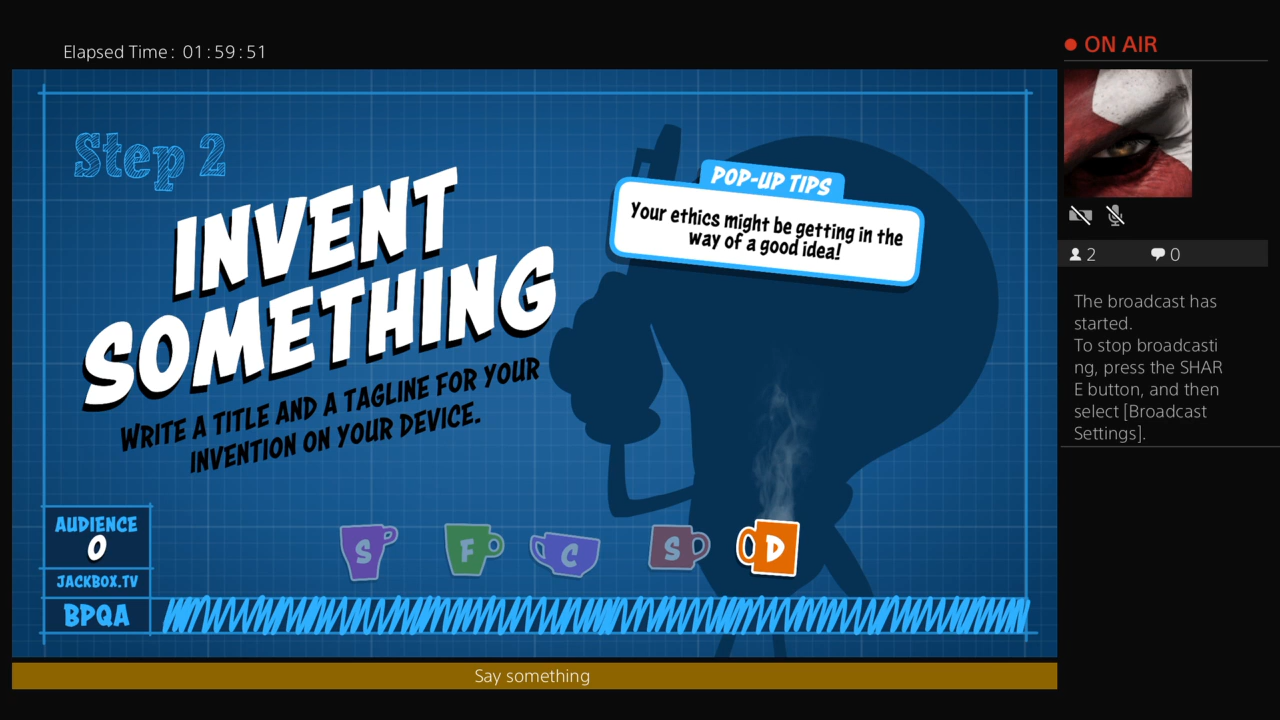 Elapsed Time: 01:59:51
ON AIR
Step 2
INVENT
SOMETHING
WRITE A TITLE AND A TAGLINE FOR YOUR
INVENTION ON YOUR DEVICE.
POP-UP TIPS
Your ethics might be getting in the
way of a good idea!
2
0
The broadcast has
started.
To stop broadcasti
ng, press the SHAR
E button, and then
select [Broadcast
Settings].
AUDIENCE
0
JACKBOX.TV
BPQA
S
F
C
S
D
Say something